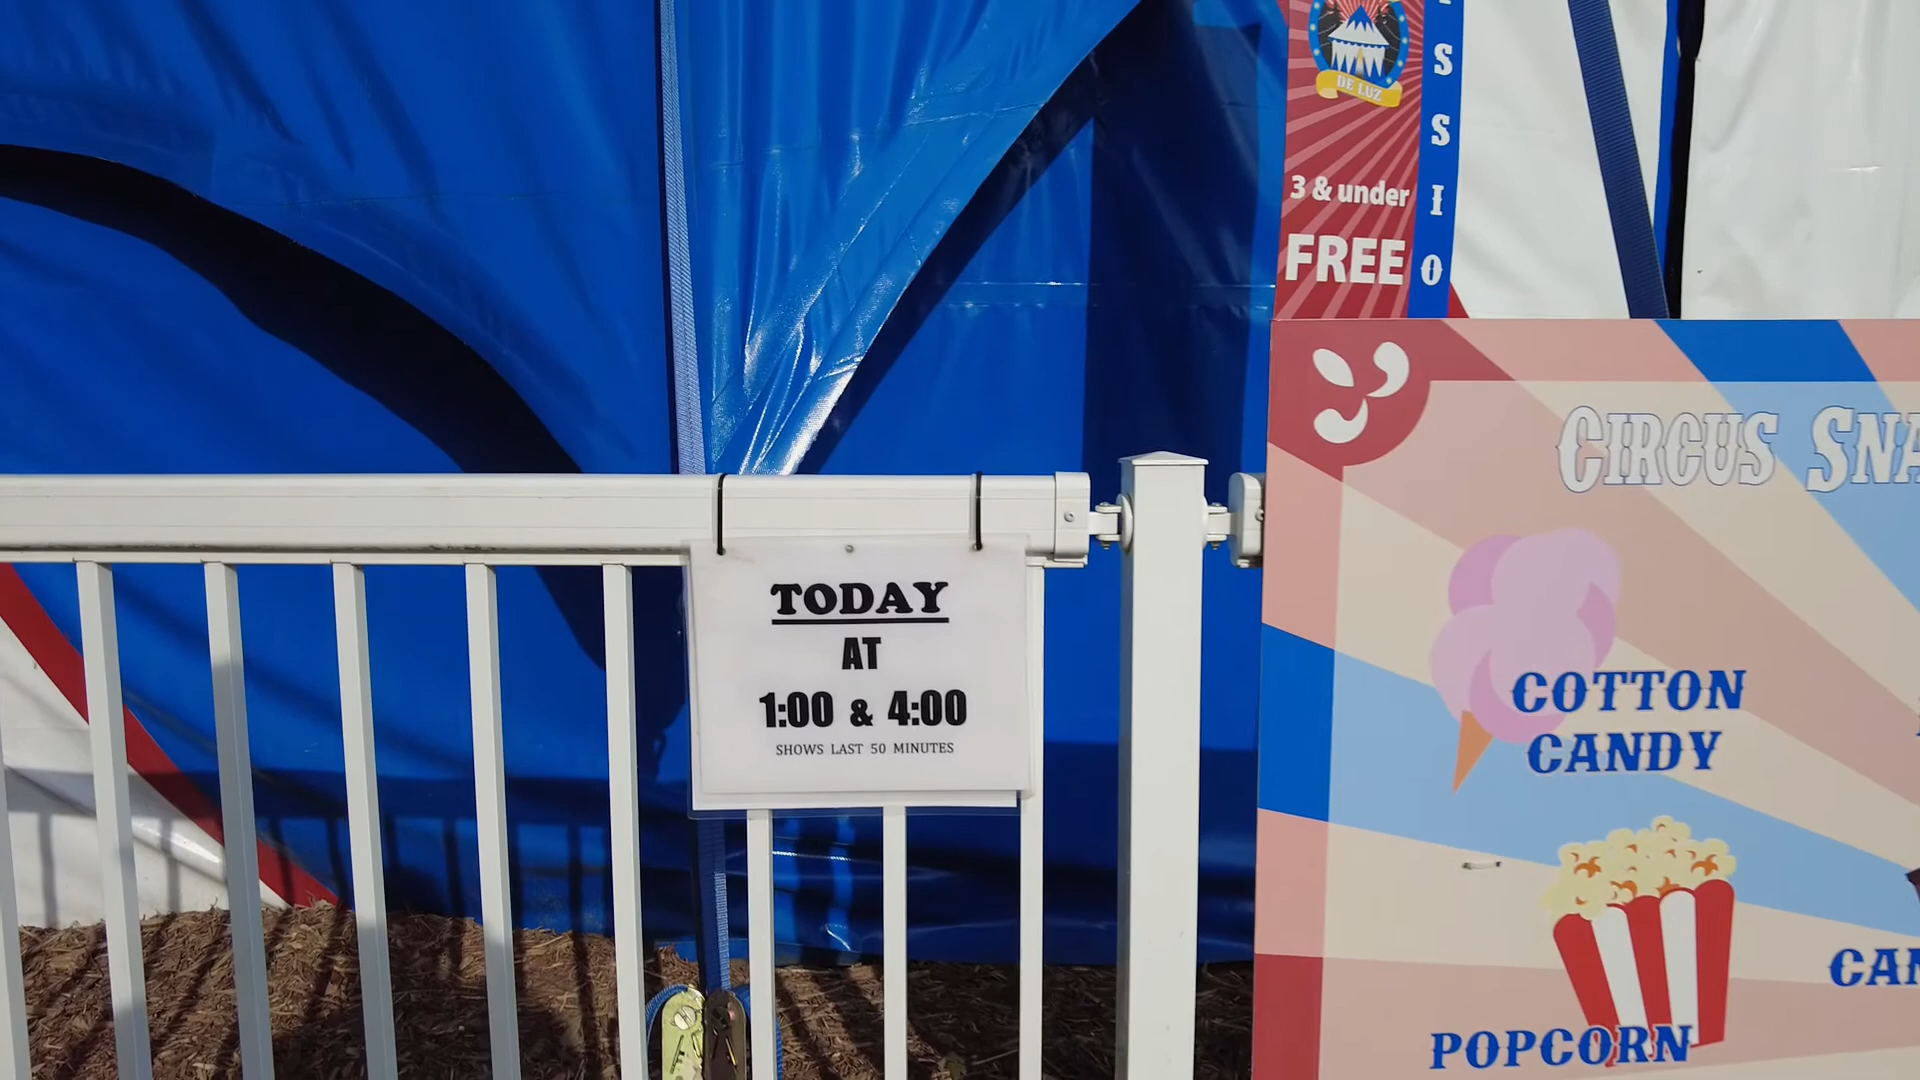 TODAY
AT
1:00 & 4:00
SHOWS LAST 50 MINUTES
DE LUZ
3 & under
FREE
S
S
I
O
CIRCUS
COTTON
CANDY
POPCORN